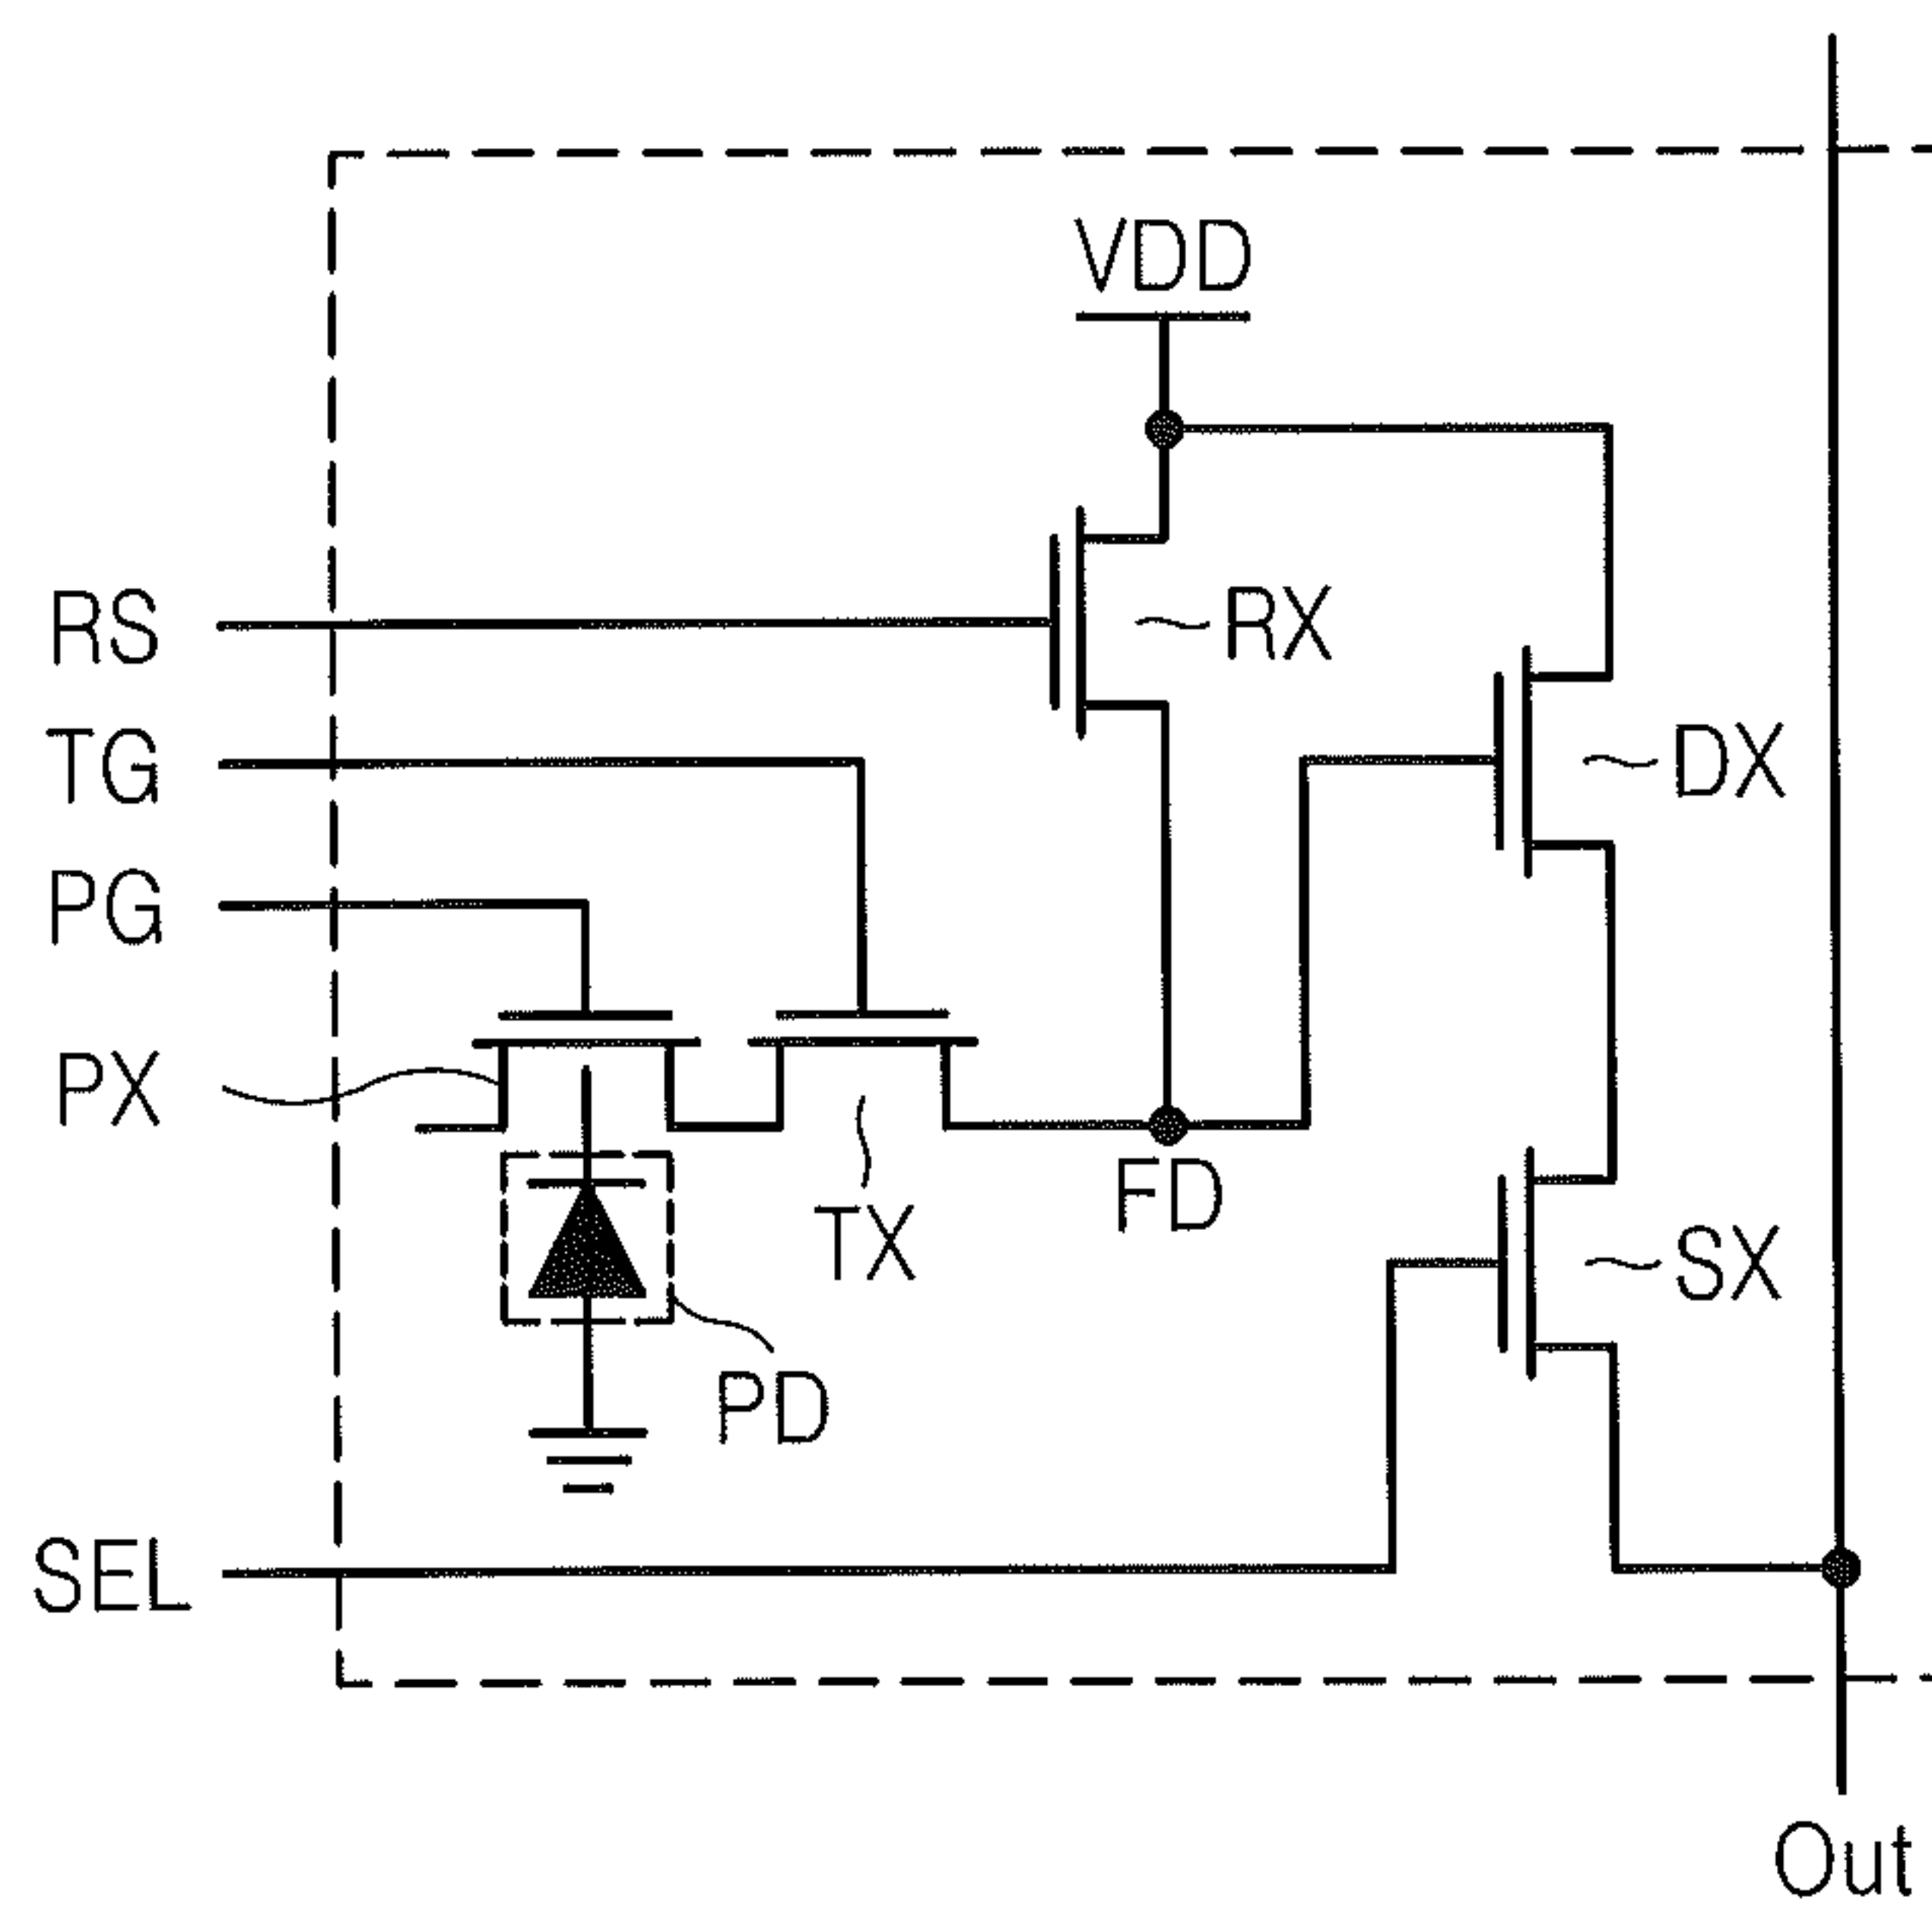 VDD
RS
RX
TG
DX
PG
PX
FD
TX
SX
PD
SEL
Out